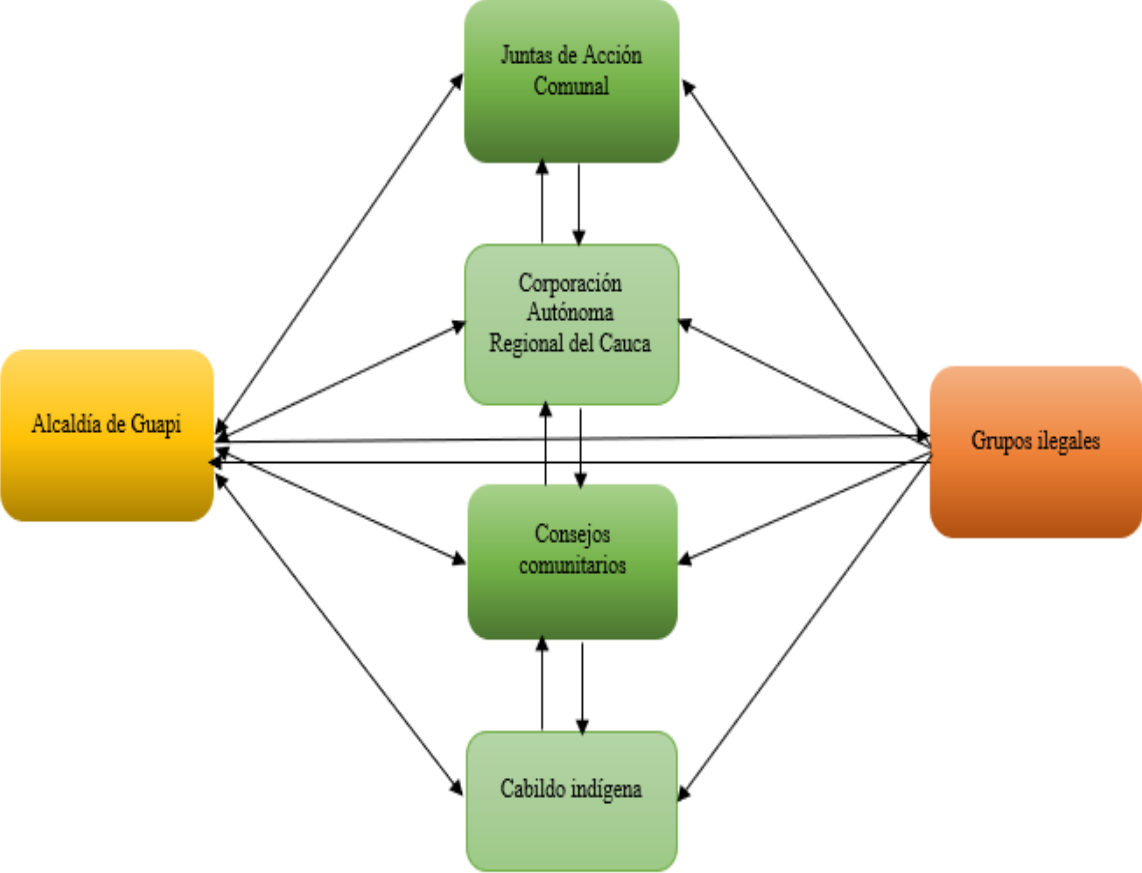 Juntas de Acción
Comunal
Corporación
Autónoma
Regional del Cauca
Alcaldía de Guapi
Grupos ilegales
Consejos
comunitarios
Cabildo indígena